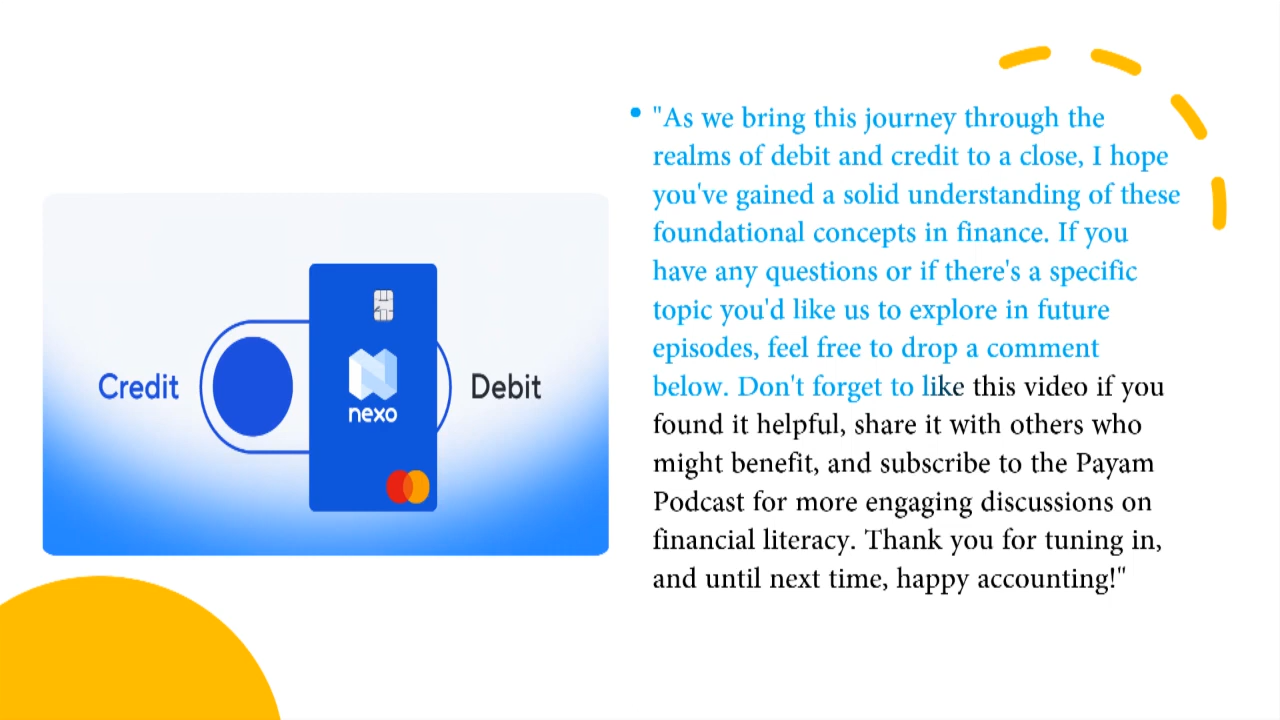 Credit
nexo
Debit
"As we bring this journey through the
realms of debit and credit to a close, I hope
you've gained a solid understanding of these
foundational concepts in finance. If you
have any questions or if there's a specific
topic you'd like us to explore in future
episodes, feel free to drop a comment
below. Don't forget to like this video if you
found it helpful, share it with others who
might benefit, and subscribe to the Payam
Podcast for more engaging discussions on
financial literacy. Thank you for tuning in,
and until next time, happy accounting!"